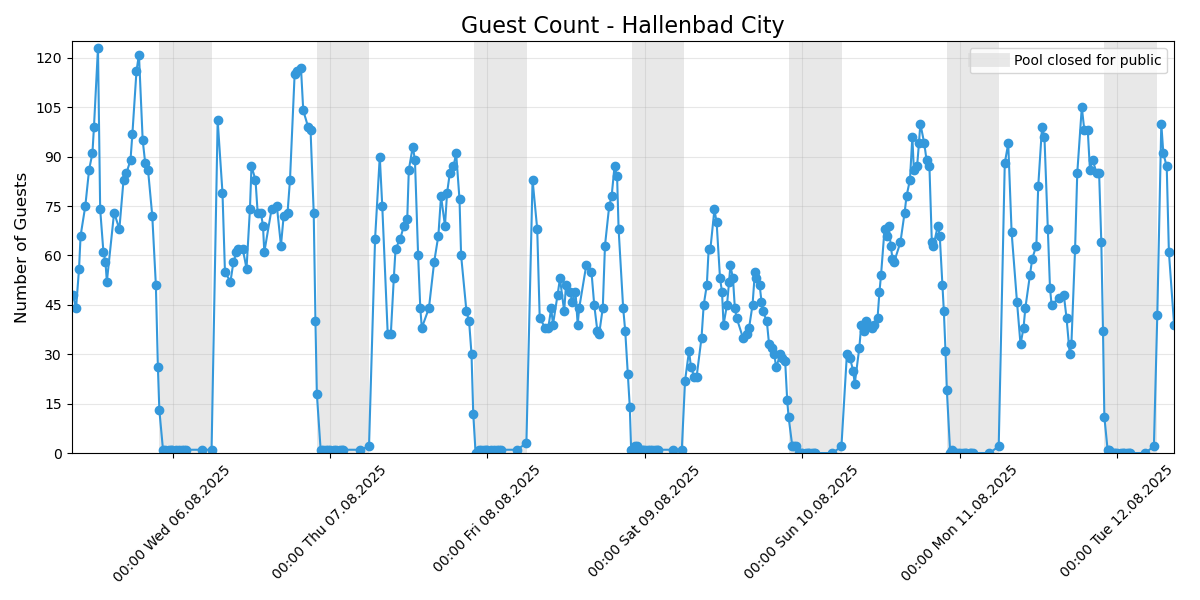 Guest Count - Hallenbad City
Pool closed for public
Number of Guests
120
105
90
75
60
45
30
15
0
00:00 Wed 06.08.2025
00:00 Thu 07.08.2025
00:00 Fri 08.08.2025
00:00 Sat 09.08.2025
00:00 Sun 10.08.2025
00:00 Mon 11.08.2025
00:00 Tue 12.08.2025